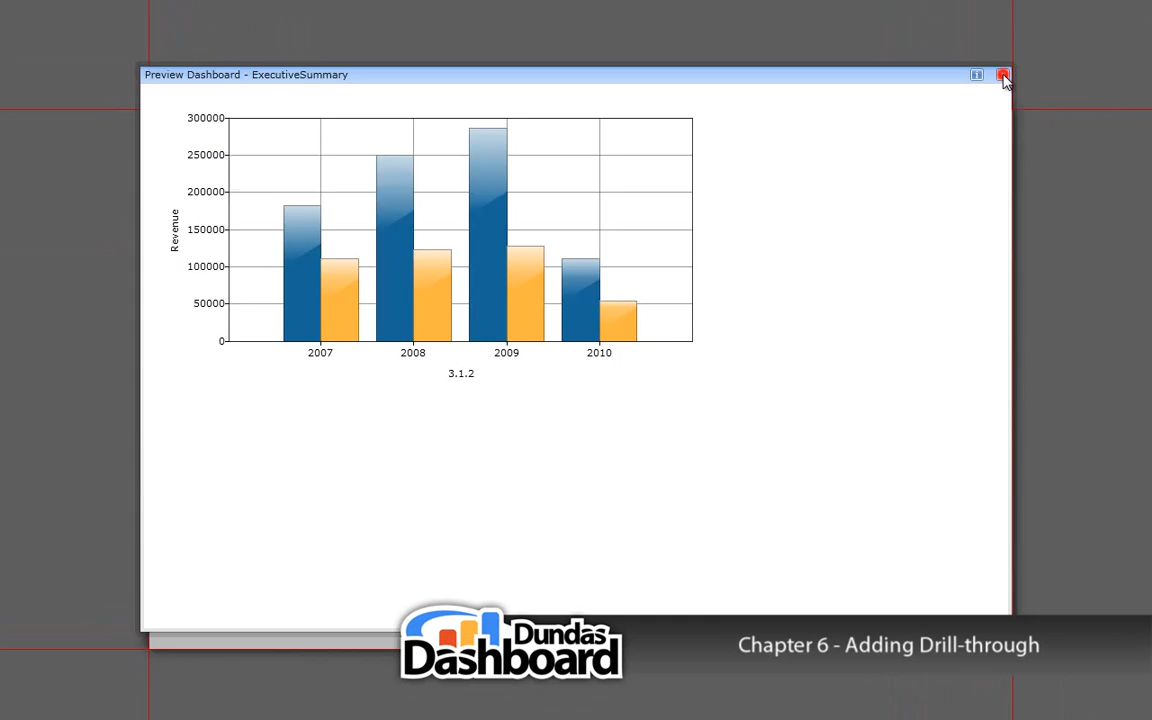 Preview Dashboard - ExecutiveSummary
300000
250000
200000
150000
100000
50000
0
Revenue
2007 2008 2009 2010
3.1.2
Dundas
Dashboard
Chapter 6 - Adding Drill-through